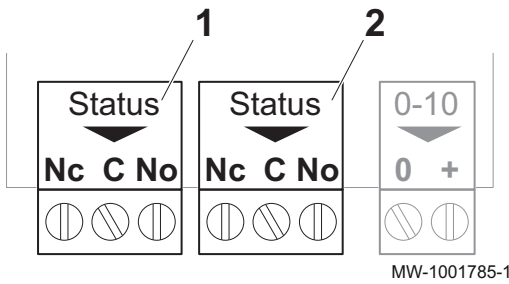 1 2
Status Status 0-10
Nc C No Nc C No 0 +
MW-1001785-1